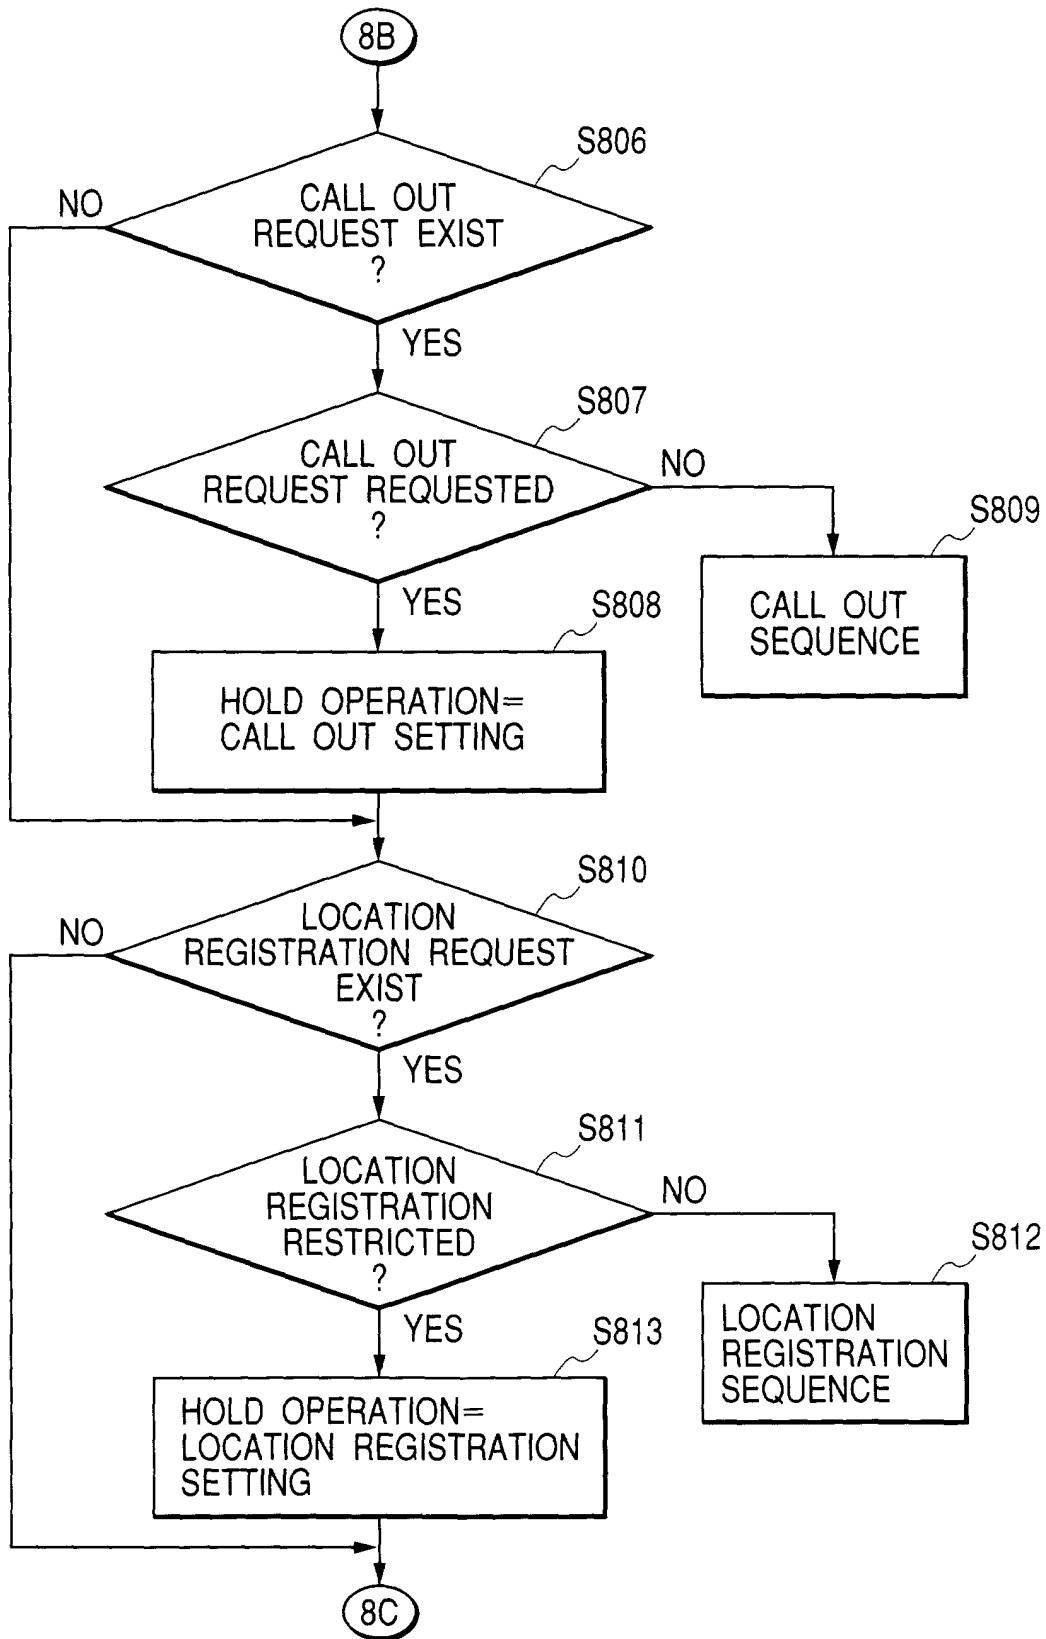 8B
S806
NO
CALL OUT
REQUEST EXIST
?
YES
S807
CALL OUT
REQUEST REQUESTED
?
NO
S809
CALL OUT
SEQUENCE
YES
S808
HOLD OPERATION=
CALL OUT SETTING
S810
NO
LOCATION
REGISTRATION REQUEST
EXIST
?
YES
S811
LOCATION
REGISTRATION
RESTRICTED
?
NO
S812
LOCATION
REGISTRATION
SEQUENCE
YES
S813
HOLD OPERATION=
LOCATION REGISTRATION
SETTING
8C